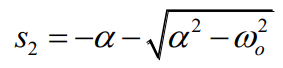 s₂ = −α − √(α² − ωₒ²)